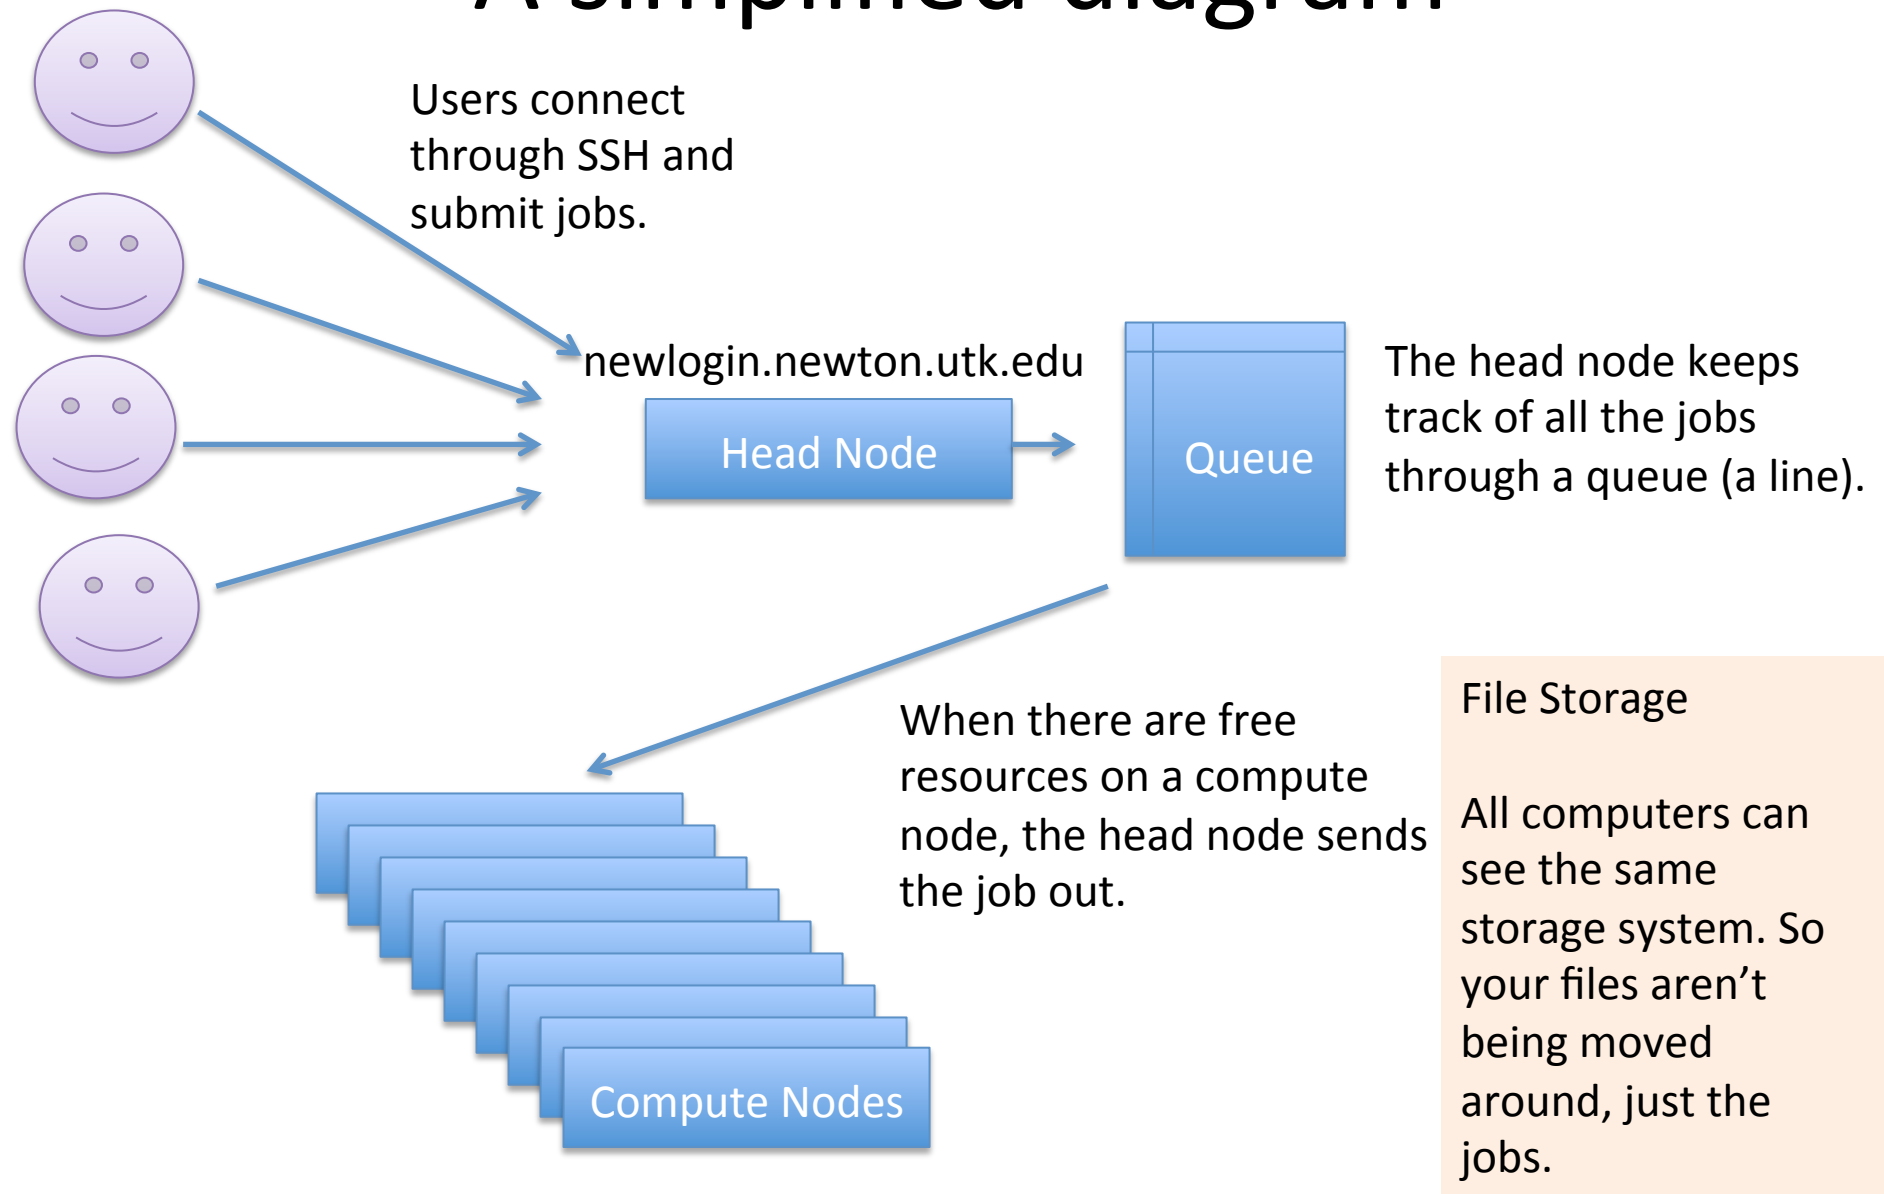 A simplified diagram
Users connect
through SSH and
submit jobs.
newlogin.newton.utk.edu
Head Node
Queue
The head node keeps
track of all the jobs
through a queue (a line).
When there are free
resources on a compute
node, the head node sends
the job out.
Compute Nodes
File Storage
All computers can
see the same
storage system. So
your files aren’t
being moved
around, just the
jobs.